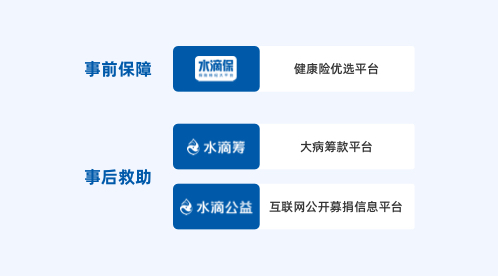 事前保障
水滴保
健康险优选平台
事后救助
水滴筹
大病筹款平台
水滴公益
互联网公开募捐信息平台